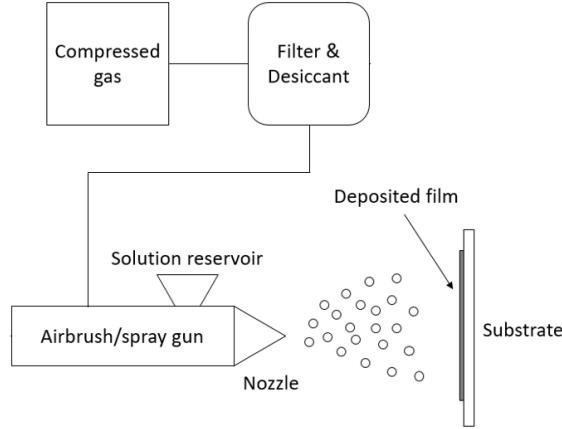 Compressed
gas
Filter &
Desiccant
Deposited film
Solution reservoir
Airbrush/spray gun
Substrate
Nozzle